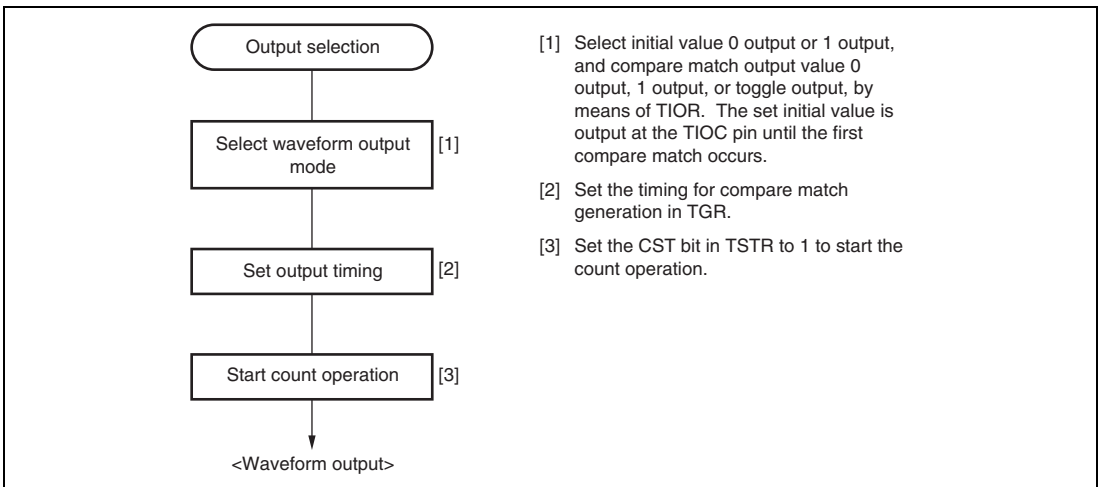 Output selection
Select waveform output
mode
[1]
Set output timing
[2]
Start count operation
[3]
<Waveform output>
[1] Select initial value 0 output or 1 output,
and compare match output value 0
output, 1 output, or toggle output, by
means of TIOR. The set initial value is
output at the TIOC pin until the first
compare match occurs.
[2] Set the timing for compare match
generation in TGR.
[3] Set the CST bit in TSTR to 1 to start the
count operation.